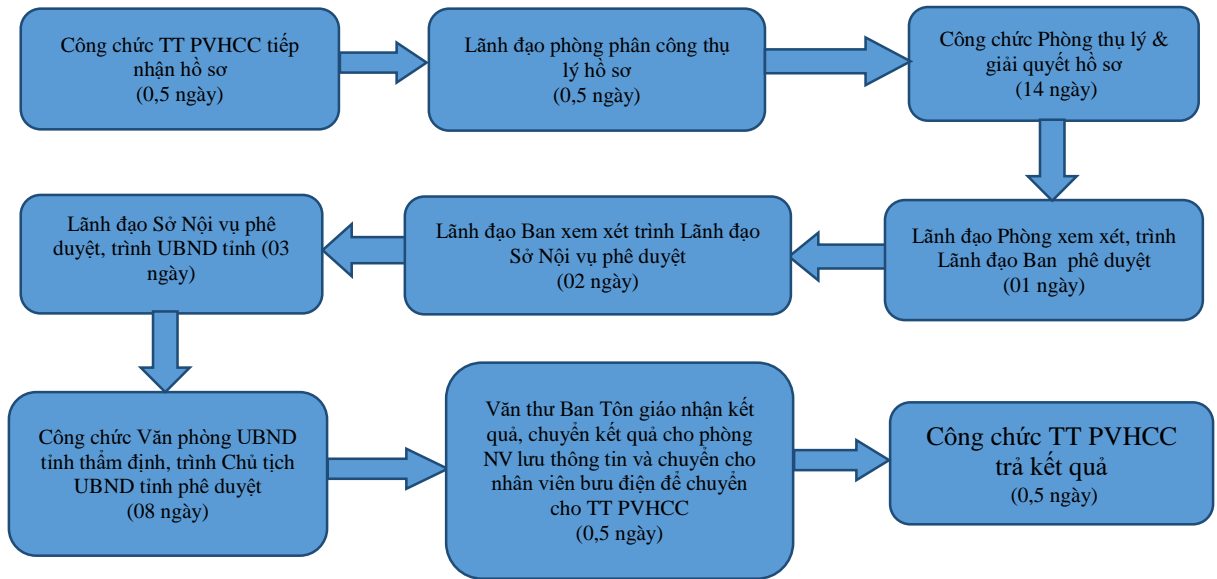 Công chức TT PVHCC tiếp
nhận hồ sơ
(0,5 ngày)
Lãnh đạo phòng phân công thụ
lý hồ sơ
(0,5 ngày)
Công chức Phòng thụ lý &
giải quyết hồ sơ
(14 ngày)
Lãnh đạo Phòng xem xét, trình
Lãnh đạo Ban phê duyệt
(01 ngày)
Lãnh đạo Ban xem xét trình Lãnh đạo
Sở Nội vụ phê duyệt
(02 ngày)
Lãnh đạo Sở Nội vụ phê
duyệt, trình UBND tỉnh (03
ngày)
Công chức Văn phòng UBND
tỉnh thẩm định, trình Chủ tịch
UBND tỉnh phê duyệt
(08 ngày)
Văn thư Ban Tôn giáo nhận kết
quả, chuyển kết quả cho phòng
NV lưu thông tin và chuyển cho
nhân viên bưu điện để chuyển
cho TT PVHCC
(0,5 ngày)
Công chức TT PVHCC
trả kết quả
(0,5 ngày)